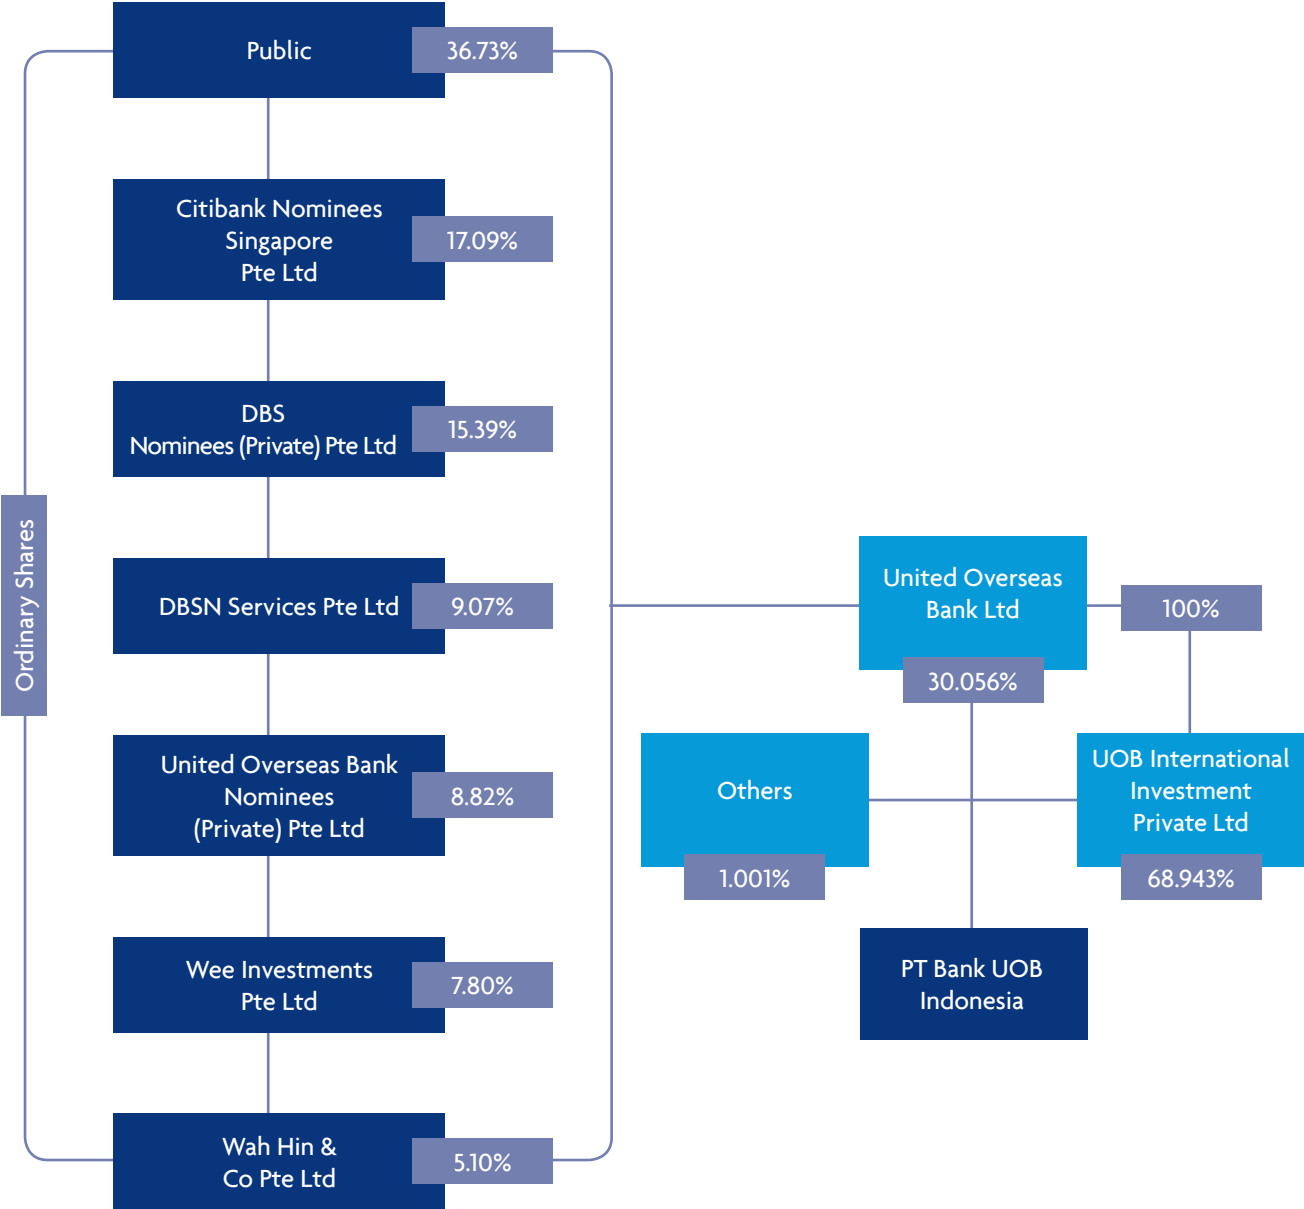 Public
36.73%
Citibank Nominees
Singapore
Pte Ltd
17.09%
DBS
Nominees (Private) Pte Ltd
15.39%
DBSN Services Pte Ltd
9.07%
United Overseas Bank
Nominees
(Private) Pte Ltd
8.82%
Wee Investments
Pte Ltd
7.80%
Wah Hin &
Co Pte Ltd
5.10%
Ordinary Shares
United Overseas
Bank Ltd
30.056%
100%
Others
1.001%
UOB International
Investment
Private Ltd
68.943%
PT Bank UOB
Indonesia